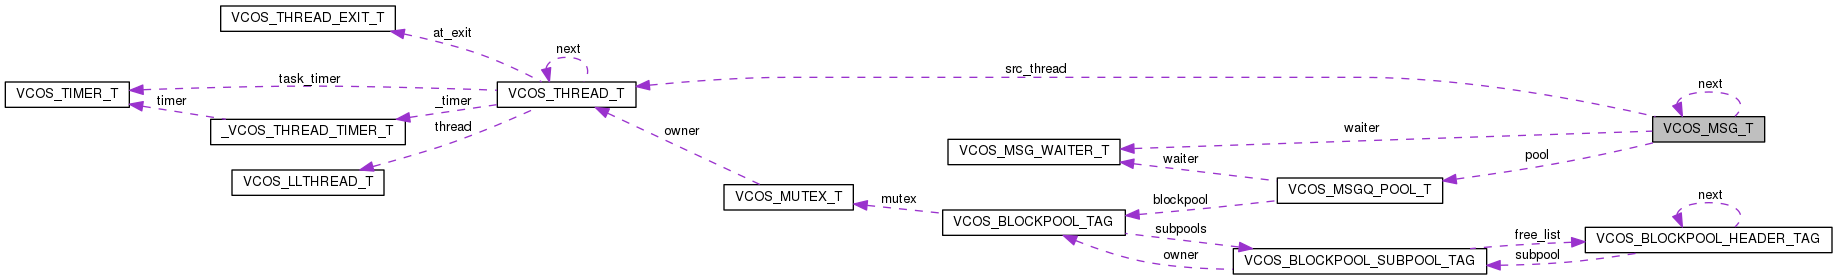 VCOS_THREAD_EXIT_T
at_exit
next
task_timer
src_thread
next
VCOS_TIMER_T
timer
_timer
VCOS_THREAD_T
_VCOS_THREAD_TIMER_T
thread
owner
waiter
VCOS_MSG_T
VCOS_MSG_WAITER_T
waiter
pool
VCOS_LLTHREAD_T
VCOS_MUTEX_T
mutex
blockpool
VCOS_MSGQ_POOL_T
next
VCOS_BLOCKPOOL_TAG
subpools
free_list
VCOS_BLOCKPOOL_HEADER_TAG
owner
VCOS_BLOCKPOOL_SUBPOOL_TAG
subpool